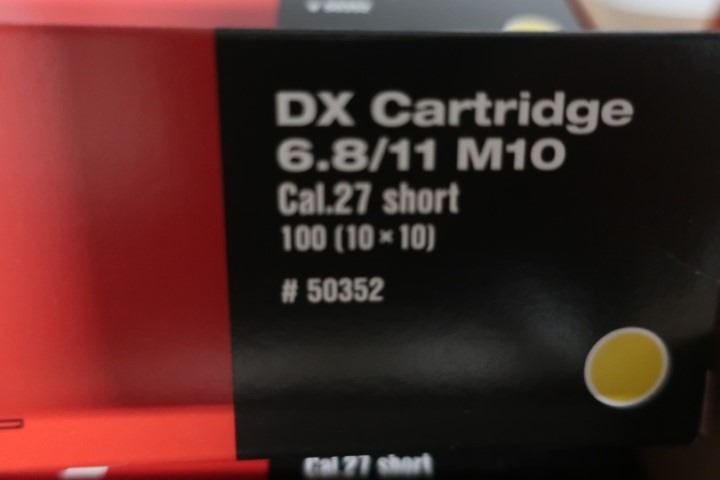 DX Cartridge
6.8/11 M10
Cal.27 short
100 (10×10)
# 50352
Cal.27 short